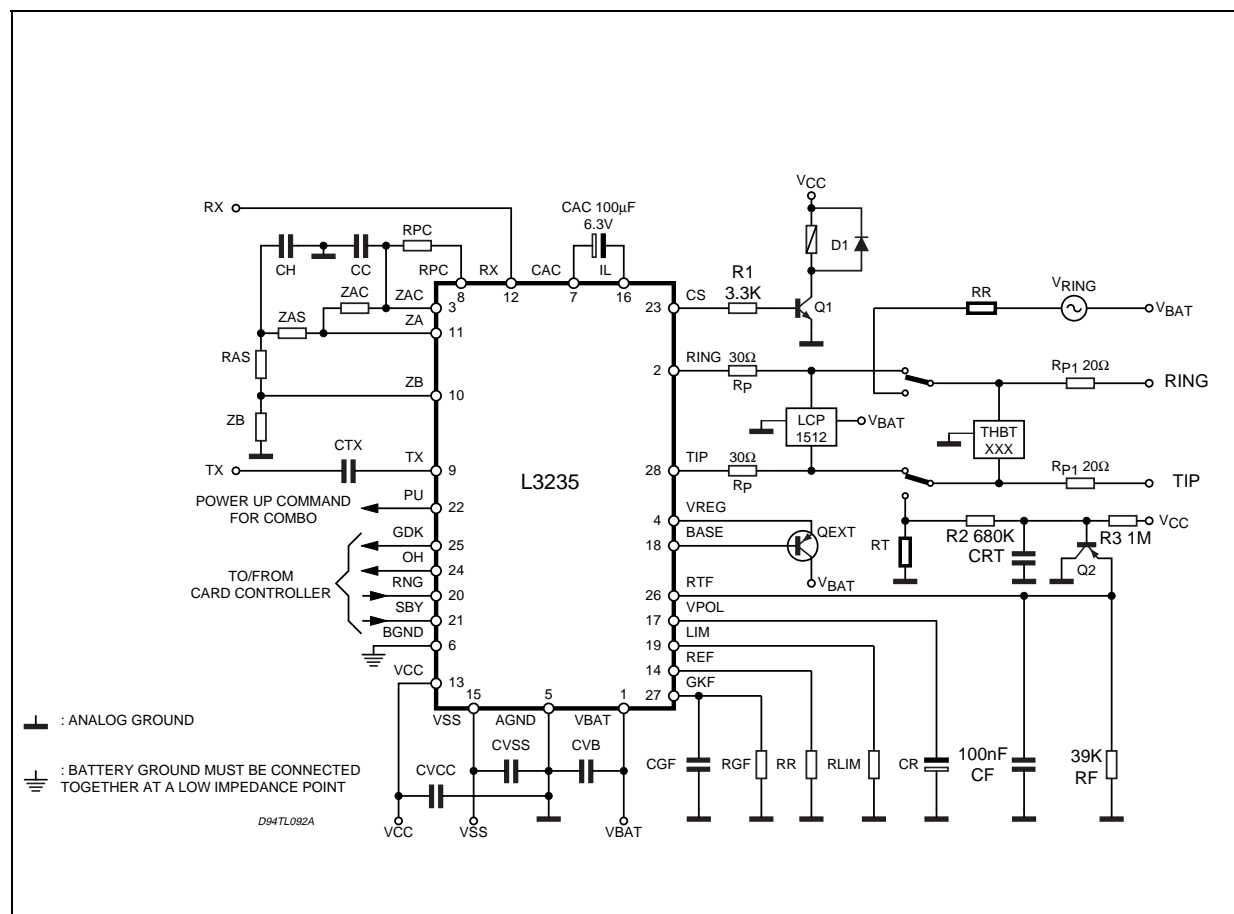 VCC
CAC 100μF
6.3V
RX
RPC
CH
CC
D1
R1
3.3K
VRING
RR
VBAT
RPC
RX
CAC
IL
8
12
7
16
ZAC
ZAC
3
23
CS
Q1
ZA
11
ZAS
RING
30Ω
RP
2
RP1 20Ω
RING
RAS
ZB
10
LCP
1512
VBAT
THBT
XXX
ZB
CTX
TX
TX
9
L3235
28
TIP
30Ω
RP
RP1 20Ω
TIP
POWER UP COMMAND
FOR COMBO
PU
22
4
VREG
QEXT
VCC
R2 680K
CRT
R3 1M
GDK
25
18
BASE
RT
VBAT
Q2
OH
24
TO/FROM
CARD CONTROLLER
RNG
20
26
RTF
SBY
21
17
VPOL
BGND
6
19
LIM
14
REF
VCC
13
27
GKF
15
5
1
VSS
AGND
VBAT
: ANALOG GROUND
CVSS
CVB
CGF
RGF
RR
RLIM
CR
100nF
CF
39K
RF
: BATTERY GROUND MUST BE CONNECTED
TOGETHER AT A LOW IMPEDANCE POINT
CVCC
D94TL092A
VCC
VSS
VBAT